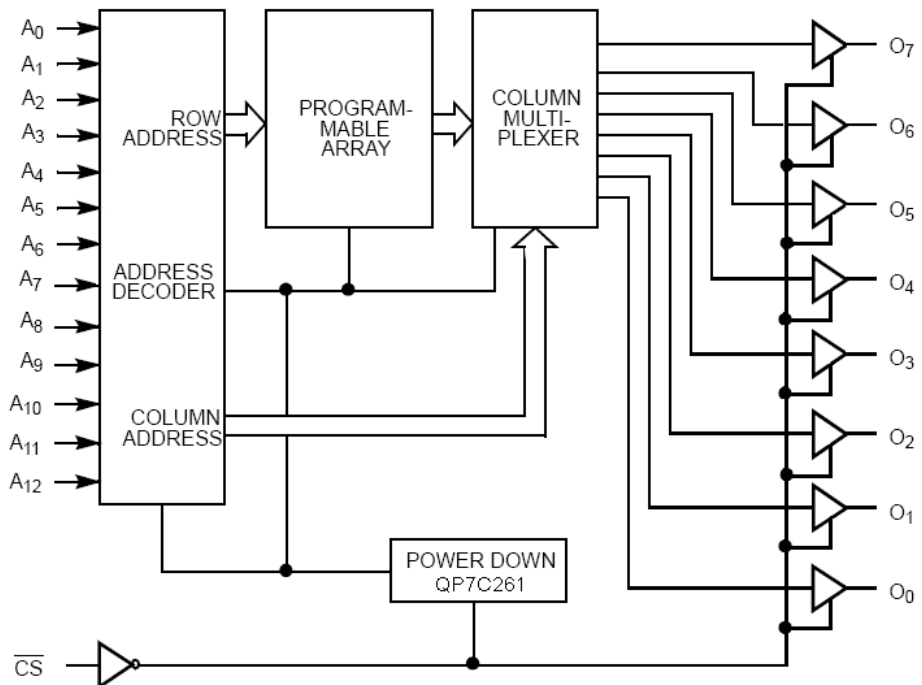 A0
A1
A2
A3
A4
A5
A6
A7
A8
A9
A10
A11
A12
ROW
ADDRESS
ADDRESS
DECODER
COLUMN
ADDRESS
PROGRAM-
MABLE
ARRAY
COLUMN
MULTI-
PLEXER
POWER DOWN
QP7C261
O7
O6
O5
O4
O3
O2
O1
O0
C̅S̅